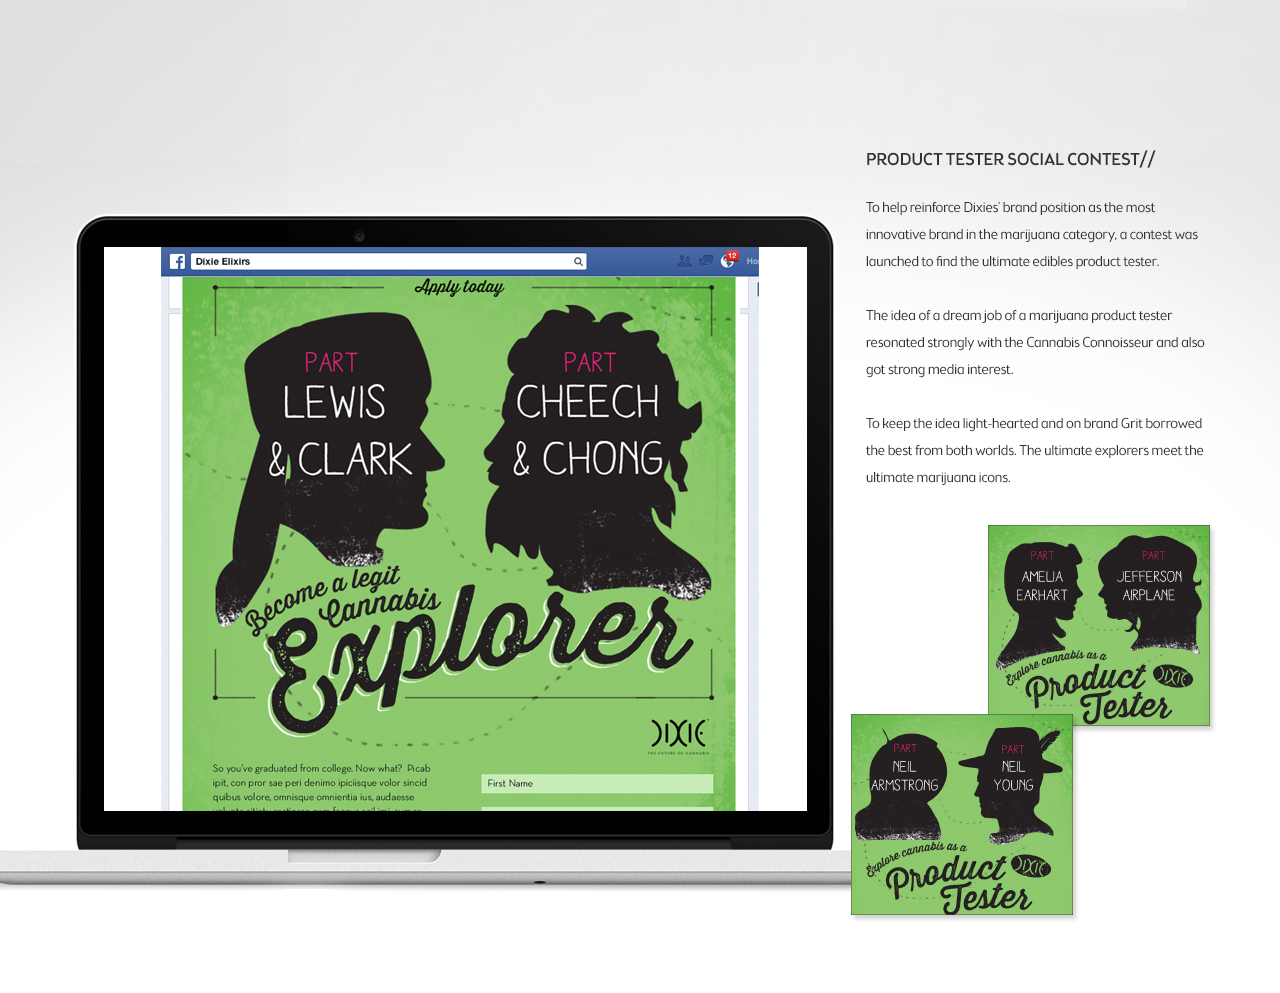 PRODUCT TESTER SOCIAL CONTEST//
To help reinforce Dixies' brand position as the most
innovative brand in the marijuana category, a contest was
launched to find the ultimate edibles product tester.
The idea of a dream job of a marijuana product tester
resonated strongly with the Cannabis Connoisseur and also
got strong media interest.
To keep the idea light-hearted and on brand Grit borrowed
the best from both worlds. The ultimate explorers meet the
ultimate marijuana icons.
Dixie Elixirs
12
Apply today
PART
LEWIS
& CLARK
PART
CHEECH
& CHONG
Become a legit
Cannabis
Explorer
DIXIE
THE FUTURE OF CANNABIS
So you've graduated from college. Now what? Picab
ipit, con pror sae peri denimo ipiciisque volor sincid
quibus volore, omnisque omnientia ius, audaesse
First Name
PART
AMELIA
EARHART
PART
JEFFERSON
AIRPLANE
Explore cannabis as a
Product
Tester
DIXIE
PART
NEIL
ARMSTRONG
PART
NEIL
YOUNG
Explore cannabis as a
Product
Tester
DIXIE